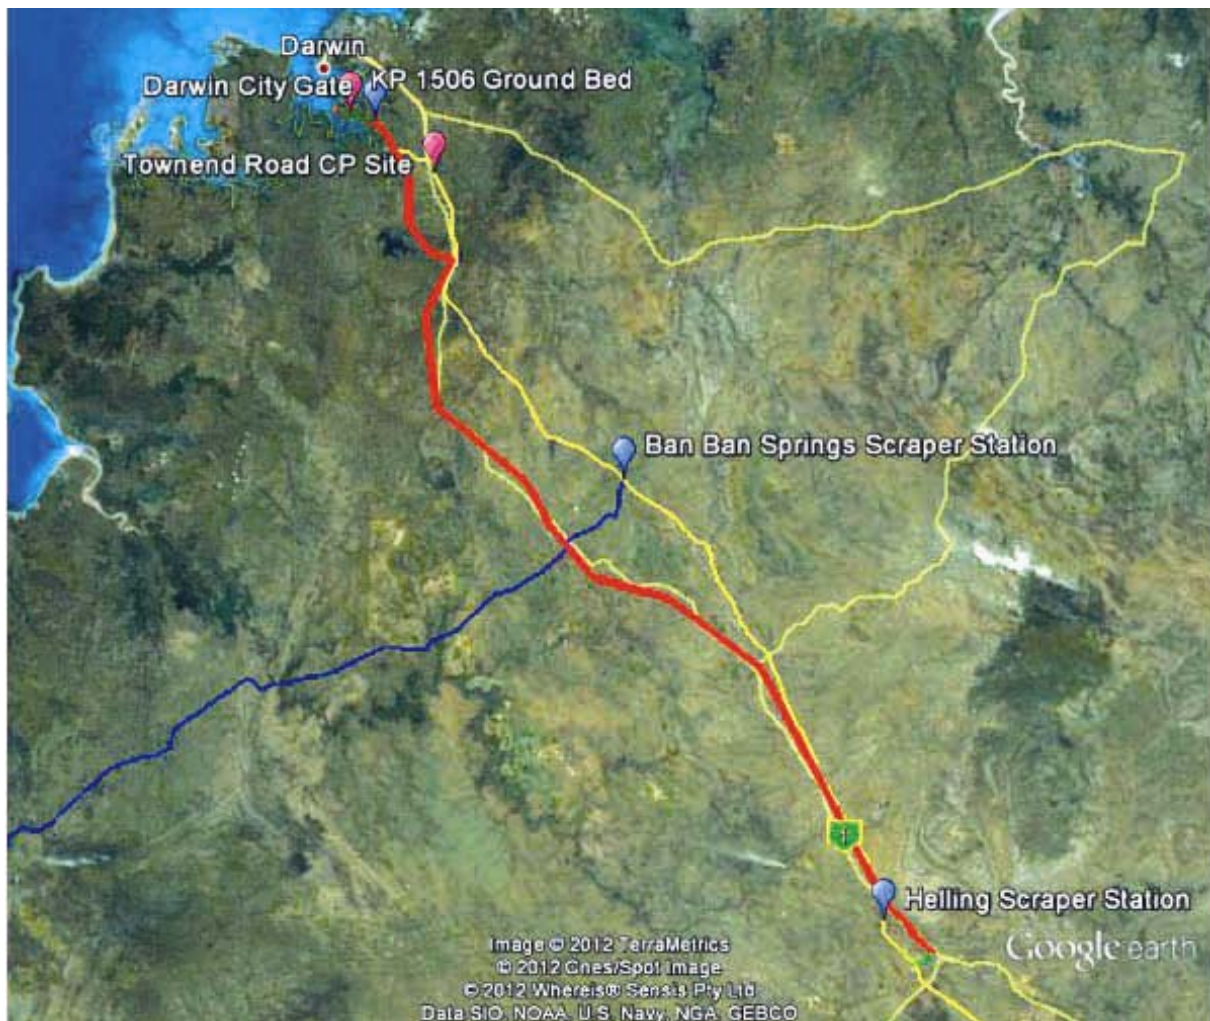 Darwin
Darwin City Gate
KP 1506 Ground Bed
Townend Road CP Site
Ban Ban Springs Scraper Station
1
Helling Scraper Station
Google earth
Image © 2012 TerraMetrics
© 2012 Cnes/Spot Image
© 2012 Whereis® Sensis Pty Ltd
Data SIO, NOAA, U.S. Navy, NGA, GEBCO